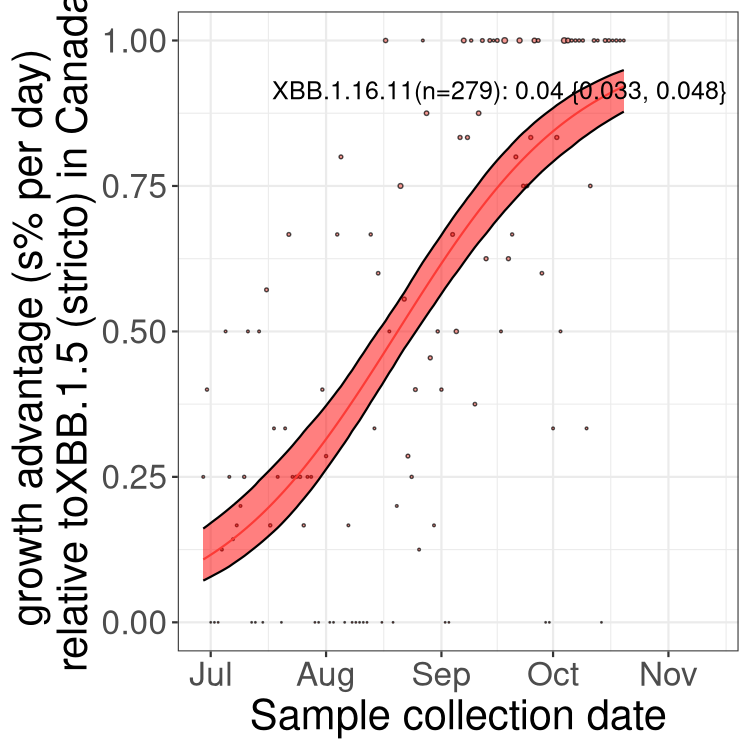 growth advantage (s% per day)
relative toXBB.1.5 (stricto) in Canada
1.00
0.75
0.50
0.25
0.00
XBB.1.16.11(n=279): 0.04 {0.033, 0.048}
Jul Aug Sep Oct Nov
Sample collection date